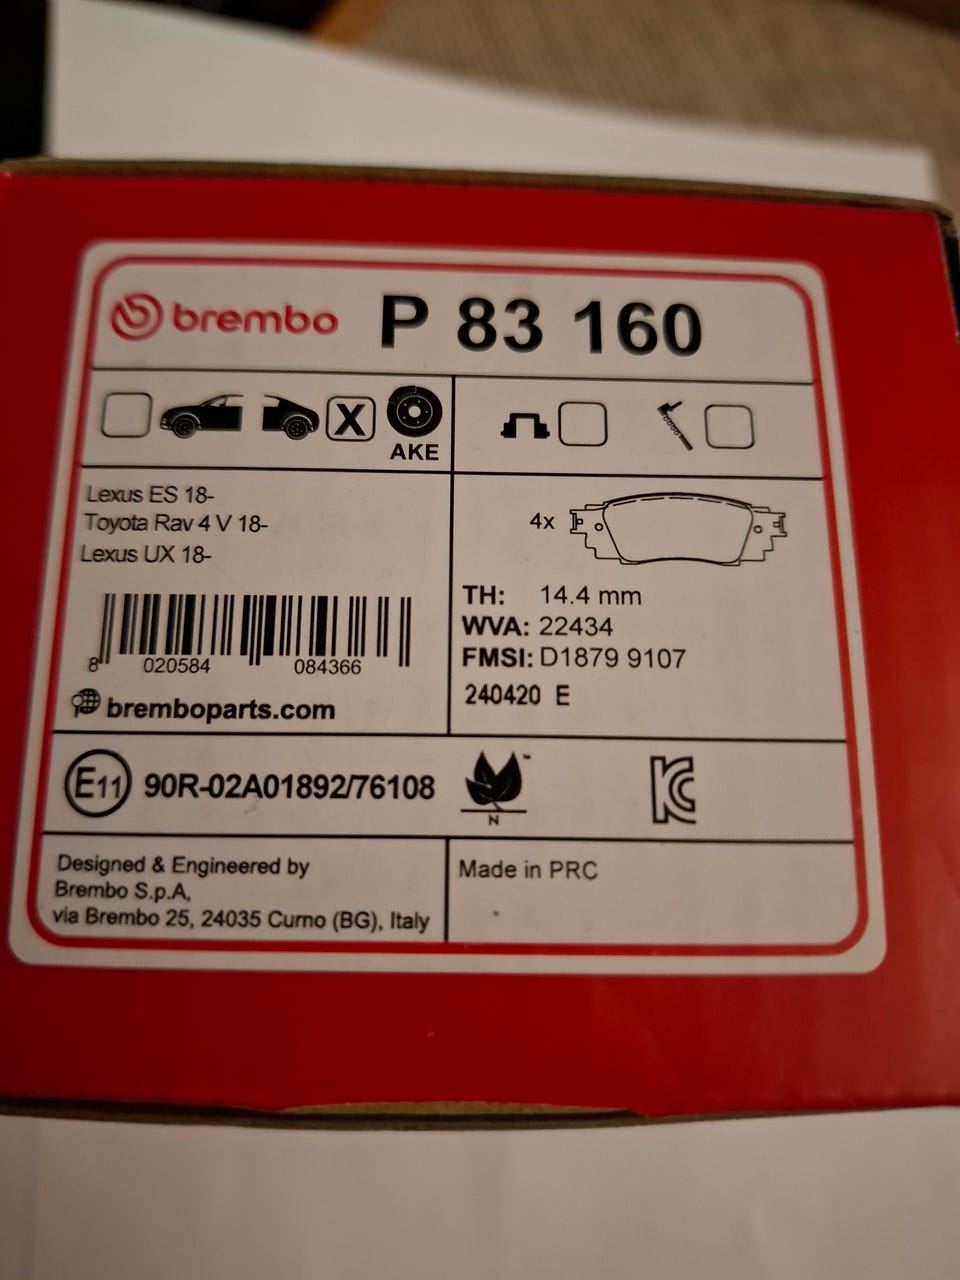 brembo P 83 160
X
AKE
Lexus ES 18-
Toyota Rav 4 V 18-
Lexus UX 18-
8 020584 084366
bremboparts.com
4x
TH: 14.4 mm
WVA: 22434
FMSI: D1879 9107
240420 E
E11 90R-02A01892/76108
N
™
KC
Designed & Engineered by
Brembo S.p.A,
via Brembo 25, 24035 Curno (BG), Italy
Made in PRC